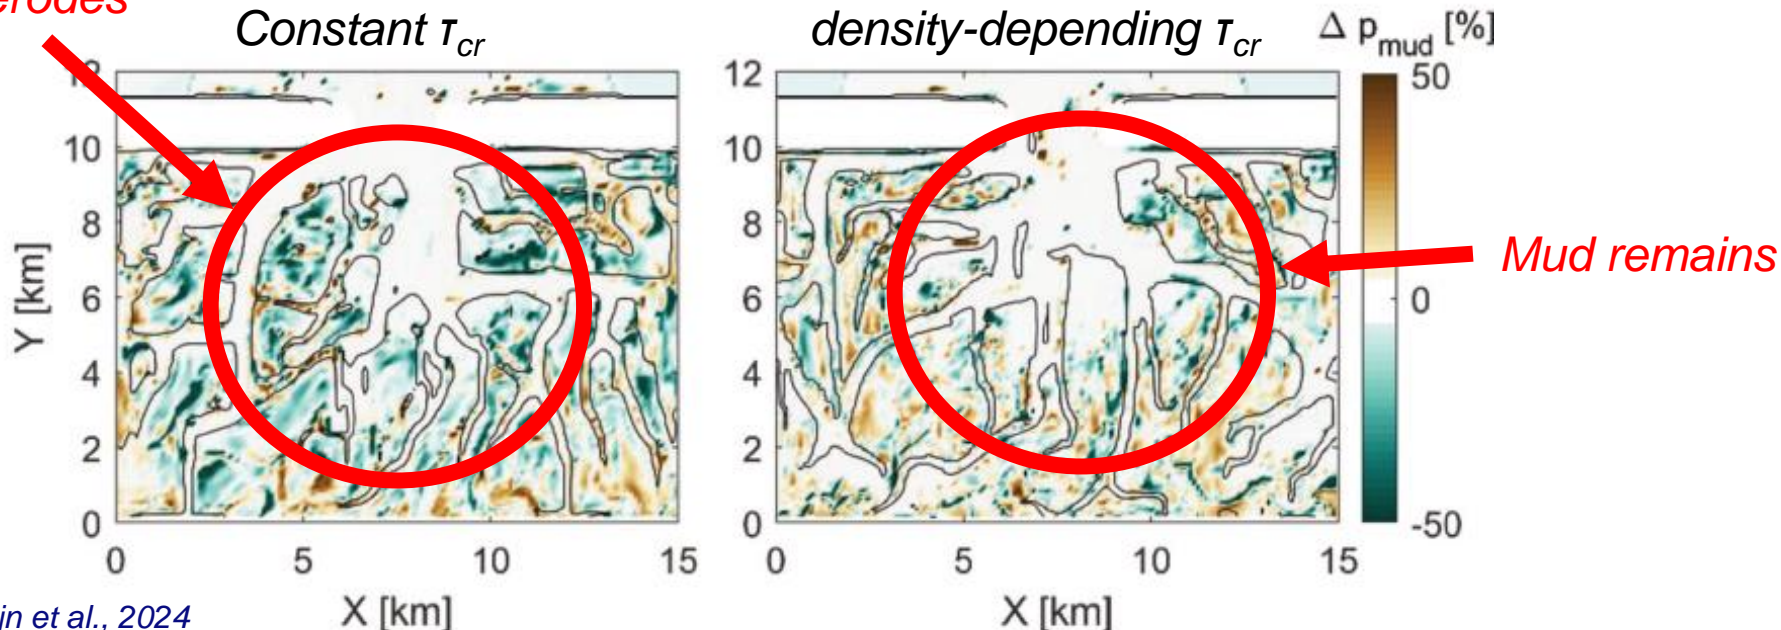 erodes
Constant τcr
density-depending τcr
Δ pmud [%]
12
10
8
6
4
2
0
Y [km]
0
5
10
15
X [km]
12
10
8
6
4
2
0
0
5
10
15
X [km]
50
0
-50
Mud remains
et al., 2024